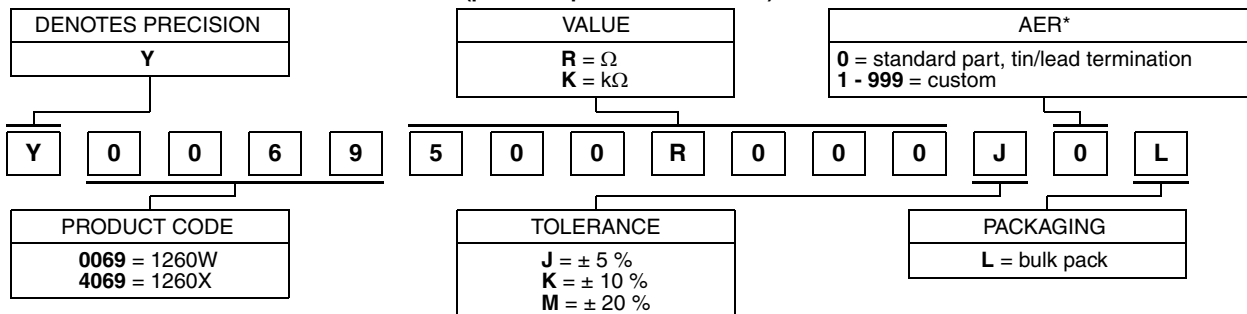 DENOTES PRECISION
Y
VALUE
R = Ω
K = kΩ
AER*
0 = standard part, tin/lead termination
1 - 999 = custom
Y 0 0 6 9 5 0 0 R 0 0 0 J 0 L
PRODUCT CODE
0069 = 1260W
4069 = 1260X
TOLERANCE
J = ± 5 %
K = ± 10 %
M = ± 20 %
PACKAGING
L = bulk pack